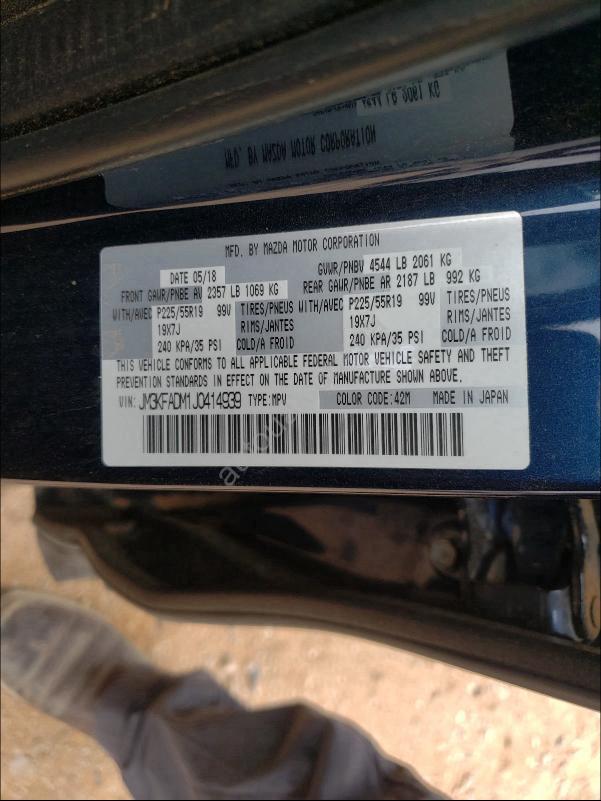 MFD. BY MAZDA MOTOR CORPORATION
DATE 05/18 GVWR/PNBV 4544 LB 2061 KG
FRONT GAWR/PNBE AV 2357 LB 1069 KG REAR GAWR/PNBE AR 2187 LB 992 KG
WITH/AVEC P225/55R19 99V TIRES/PNEUS WITH/AVEC P225/55R19 99V TIRES/PNEUS
19X7J RIMS/JANTES 19X7J RIMS/JANTES
240 KPA/35 PSI COLD/A FROID 240 KPA/35 PSI COLD/A FROID
THIS VEHICLE CONFORMS TO ALL APPLICABLE FEDERAL MOTOR VEHICLE SAFETY AND THEFT
PREVENTION STANDARDS IN EFFECT ON THE DATE OF MANUFACTURE SHOWN ABOVE.
VIN: JM3KFADM1J0414939 TYPE:MPV COLOR CODE:42M MADE IN JAPAN